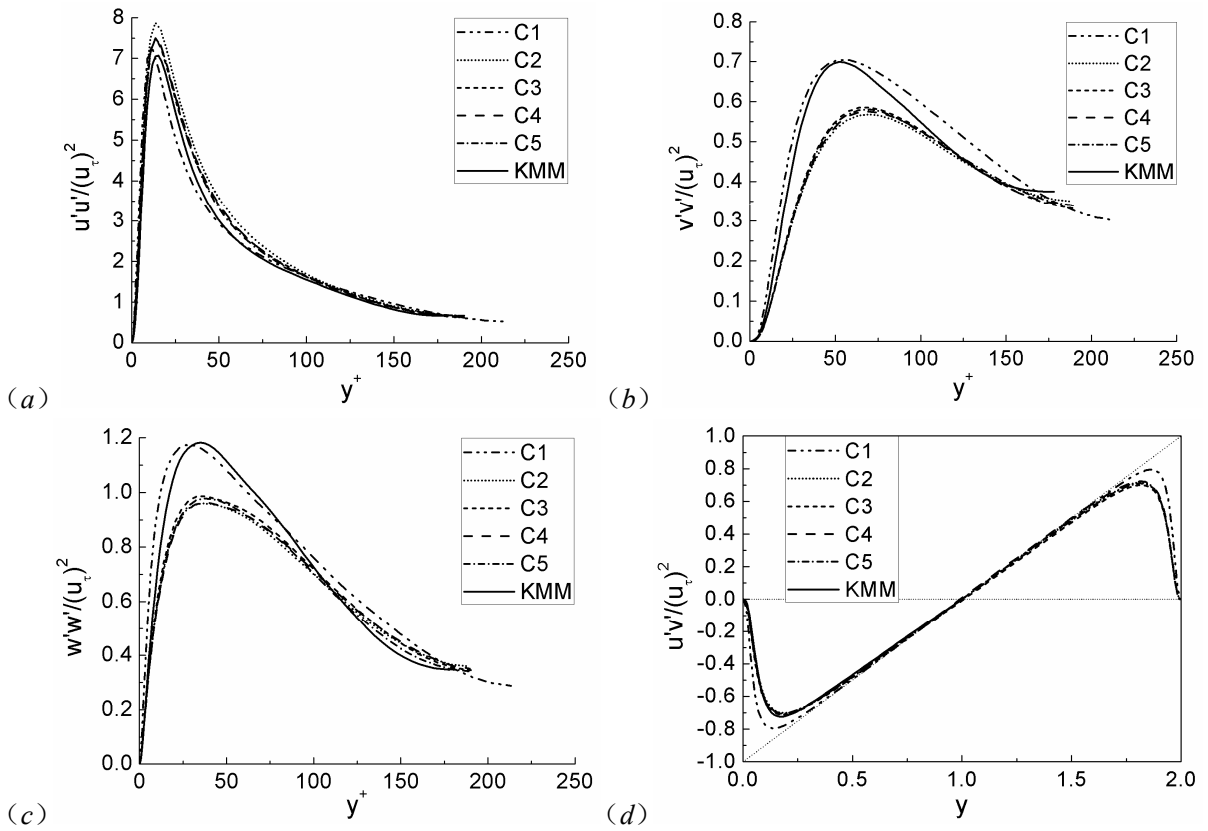 8
7
6
5
4
3
2
1
0
u'u'/(uτ)²
0 50 100 150 200 250
y⁺
C1
C2
C3
C4
C5
KMM
(a)
0.8
0.7
0.6
0.5
0.4
0.3
0.2
0.1
0.0
v'v'/(uτ)²
0 50 100 150 200 250
y⁺
C1
C2
C3
C4
C5
KMM
(b)
1.2
1.0
0.8
0.6
0.4
0.2
0.0
w'w'/(uτ)²
0 50 100 150 200 250
y⁺
C1
C2
C3
C4
C5
KMM
(c)
1.0
0.8
0.6
0.4
0.2
0.0
-0.2
-0.4
-0.6
-0.8
-1.0
u'v'/(uτ)²
0.0 0.5 1.0 1.5 2.0
y
C1
C2
C3
C4
C5
KMM
(d)